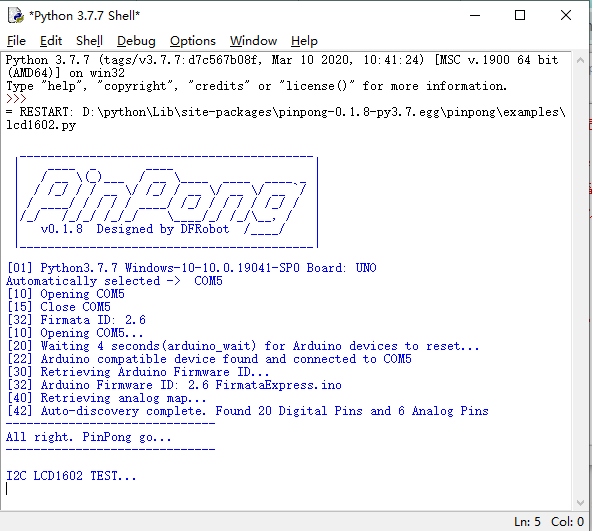 *Python 3.7.7 Shell*
File Edit Shell Debug Options Window Help
Python 3.7.7 (tags/v3.7.7:d7c567b08f, Mar 10 2020, 10:41:24) [MSC v.1900 64 bit
(AMD64)] on win32
Type "help", "copyright", "credits" or "license()" for more information.
>>>
= RESTART: D:\python\Lib\site-packages\pinpong-0.1.8-py3.7.egg\pinpong\examples\
lcd1602.py
PinPong
v0.1.8 Designed by DFRobot
[01] Python3.7.7 Windows-10-10.0.19041-SP0 Board: UNO
Automatically selected -> COM5
[10] Opening COM5
[15] Close COM5
[32] Firmata ID: 2.6
[10] Opening COM5...
[20] Waiting 4 seconds(arduino_wait) for Arduino devices to reset...
[22] Arduino compatible device found and connected to COM5
[30] Retrieving Arduino Firmware ID...
[32] Arduino Firmware ID: 2.6 FirmataExpress.ino
[40] Retrieving analog map...
[42] Auto-discovery complete. Found 20 Digital Pins and 6 Analog Pins
------------------------------
All right. PinPong go...
------------------------------
I2C LCD1602 TEST...
Ln: 5 Col: 0